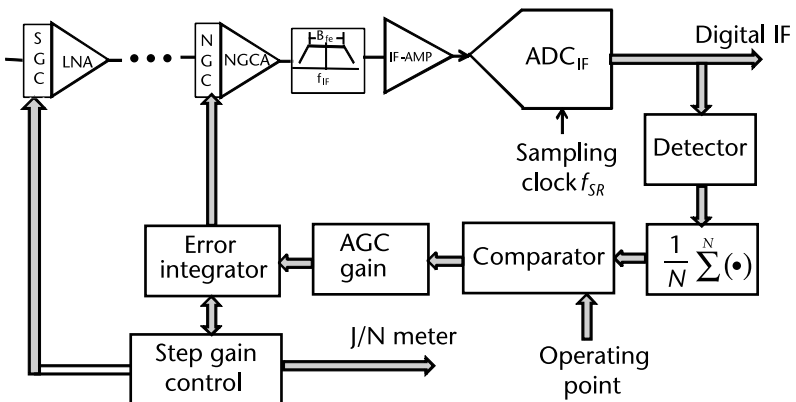 S
G
C
LNA
N
G
C
NGCA
B_fe
f_IF
IF-AMP
ADC_IF
Digital IF
Sampling
clock f_SR
Detector
Error
integrator
AGC
gain
Comparator
1/N ∑^N (•)
J/N meter
Step gain
control
Operating
point